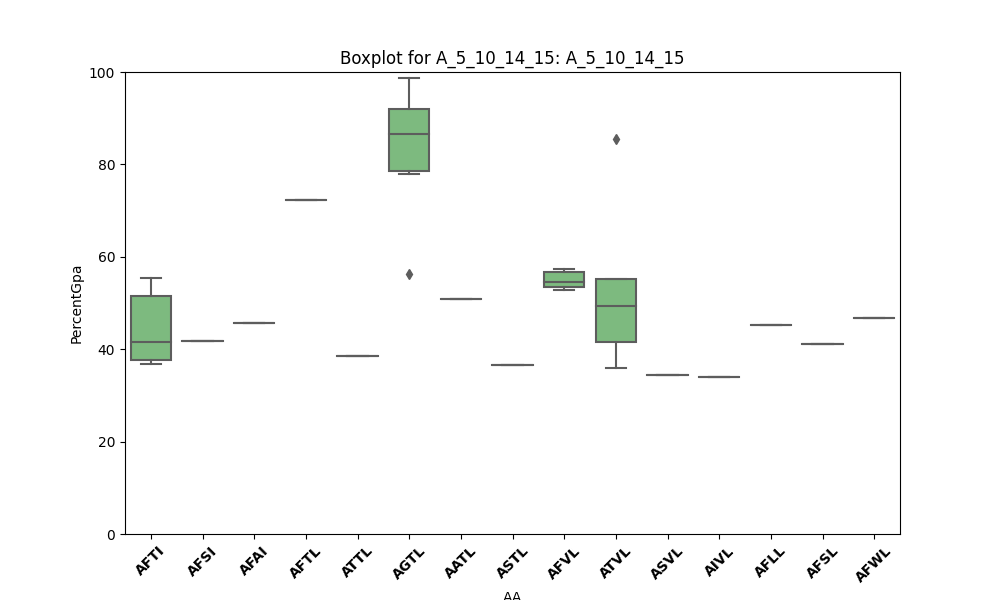 Boxplot for A_5_10_14_15: A_5_10_14_15
100
80
60
40
20
0
PercentGpa
AFTI AFSI AFAI AFTL ATTL AGTL AATL ASTL AFVL ATVL ASVL AIVL AFLL AFSL AFWL
AA